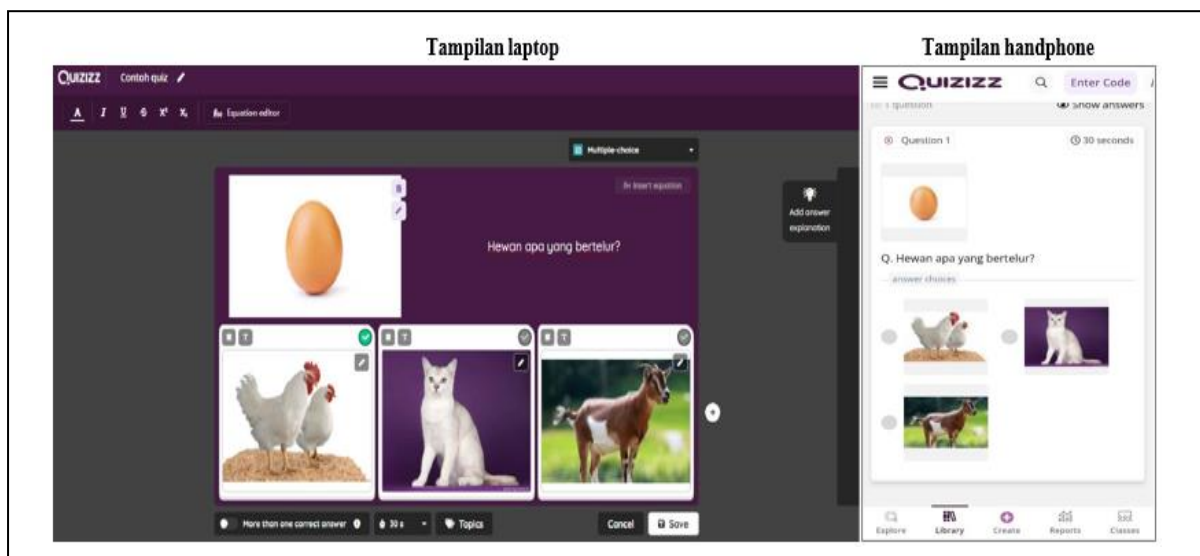 Tampilan laptop
Tampilan handphone
QUIZIZZ Contoh quiz
A I U S X² X₂ Equation editor
Multiple-choice
Insert equation
Hewan apa yang bertelur?
T
T
T
Add answer
explanation
More than one correct answer 30 s Topics Cancel Save
QUIZIZZ Enter Code
1 question Show answers
Question 1 30 seconds
Q. Hewan apa yang bertelur?
answer choices
Explore Library Create Reports Classes